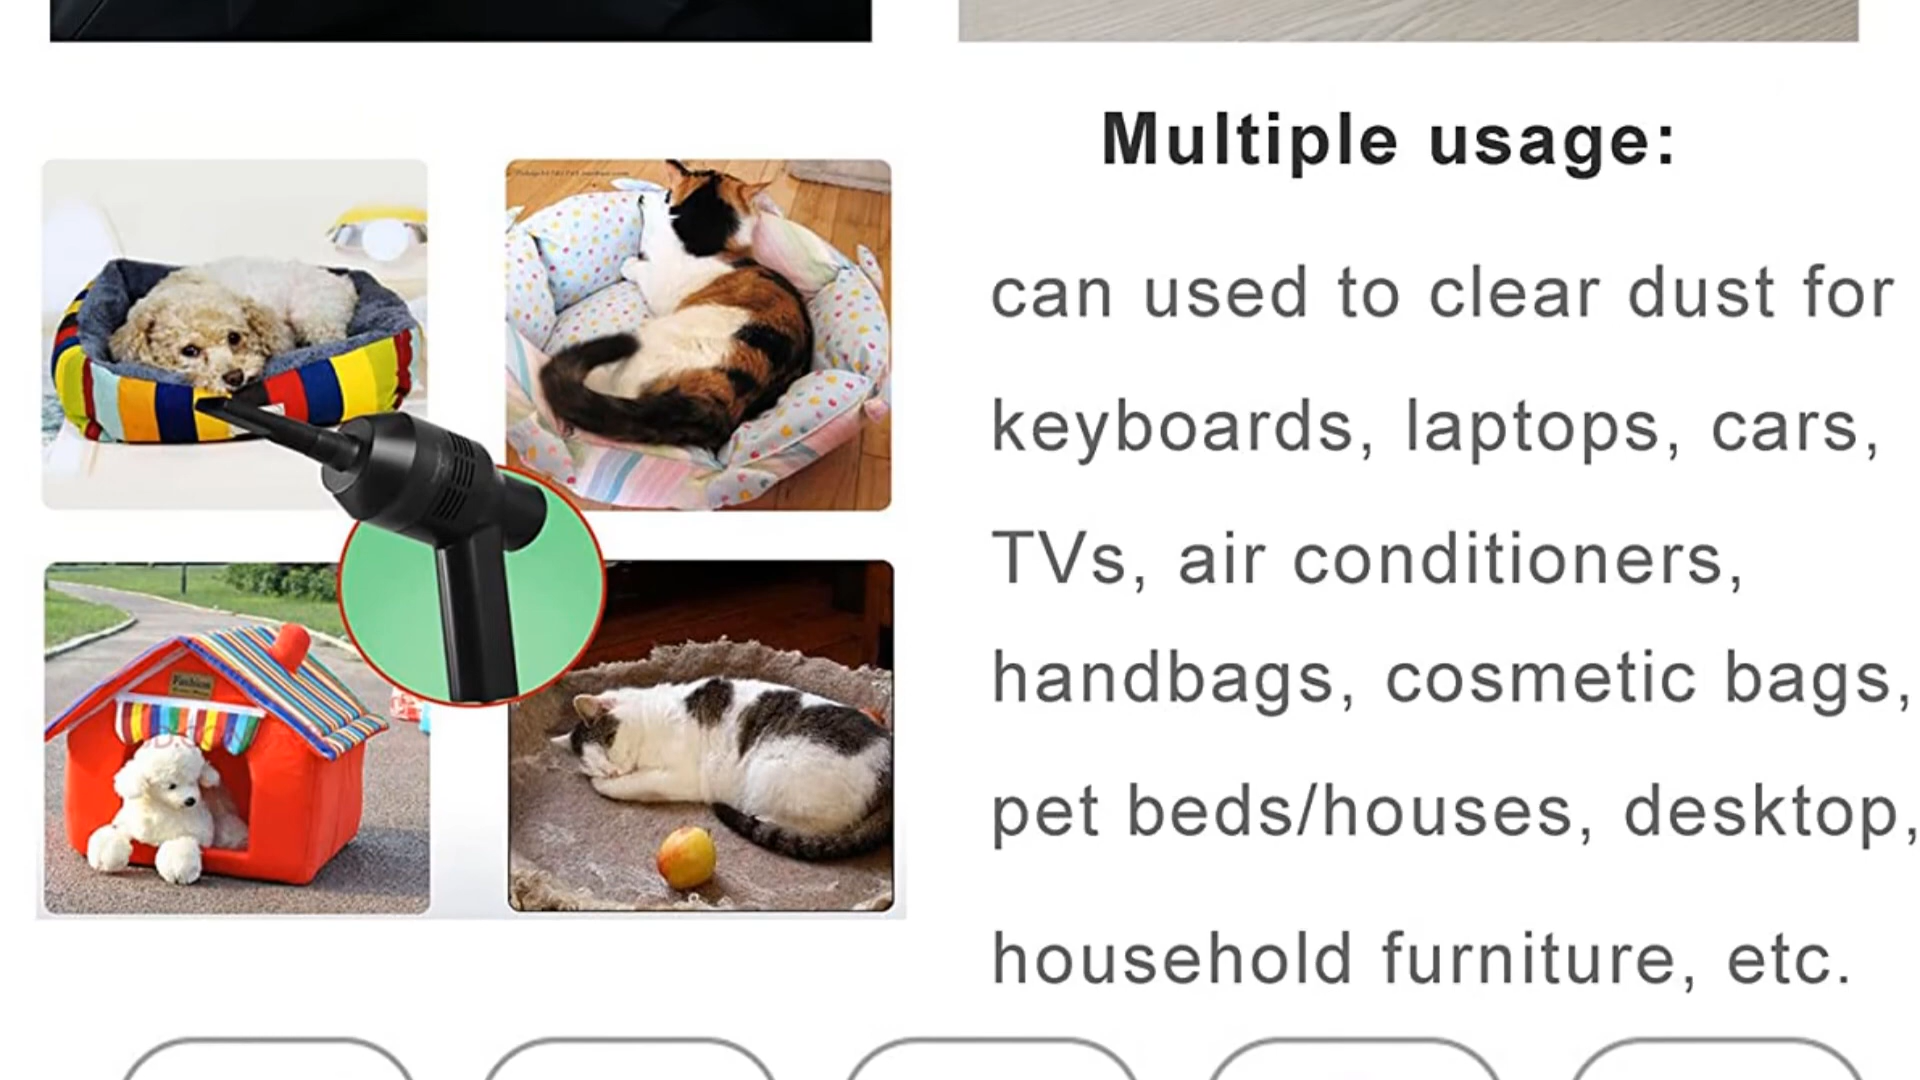 Multiple usage:
can used to clear dust for
keyboards, laptops, cars,
TVs, air conditioners,
handbags, cosmetic bags,
pet beds/houses, desktop,
household furniture, etc.
Fashion